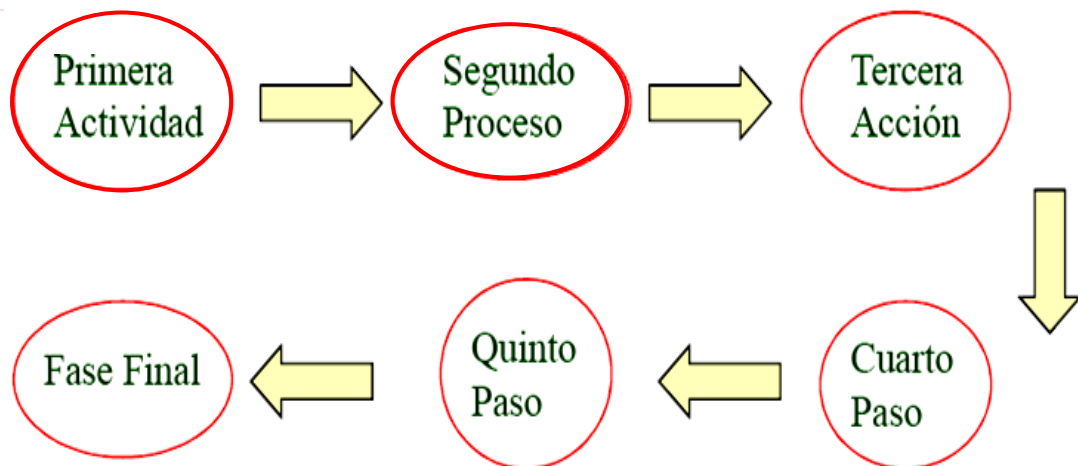 Primera
Actividad
Segundo
Proceso
Tercera
Acción
Cuarto
Paso
Quinto
Paso
Fase Final